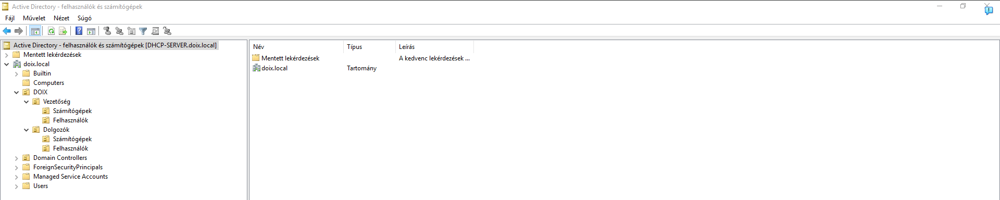 Active Directory - felhasználók és számítógépek
Fájl Művelet Nézet Súgó
Active Directory - felhasználók és számítógépek [DHCP-SERVER.doix.local]
Mentett lekérdezések
doix.local
Builtin
Computers
DOIX
Vezetőség
Számítógépek
Felhasználók
Dolgozók
Számítógépek
Felhasználók
Domain Controllers
ForeignSecurityPrincipals
Managed Service Accounts
Users
Név Típus Leírás
Mentett lekérdezések A kedvenc lekérdezések ...
doix.local Tartomány